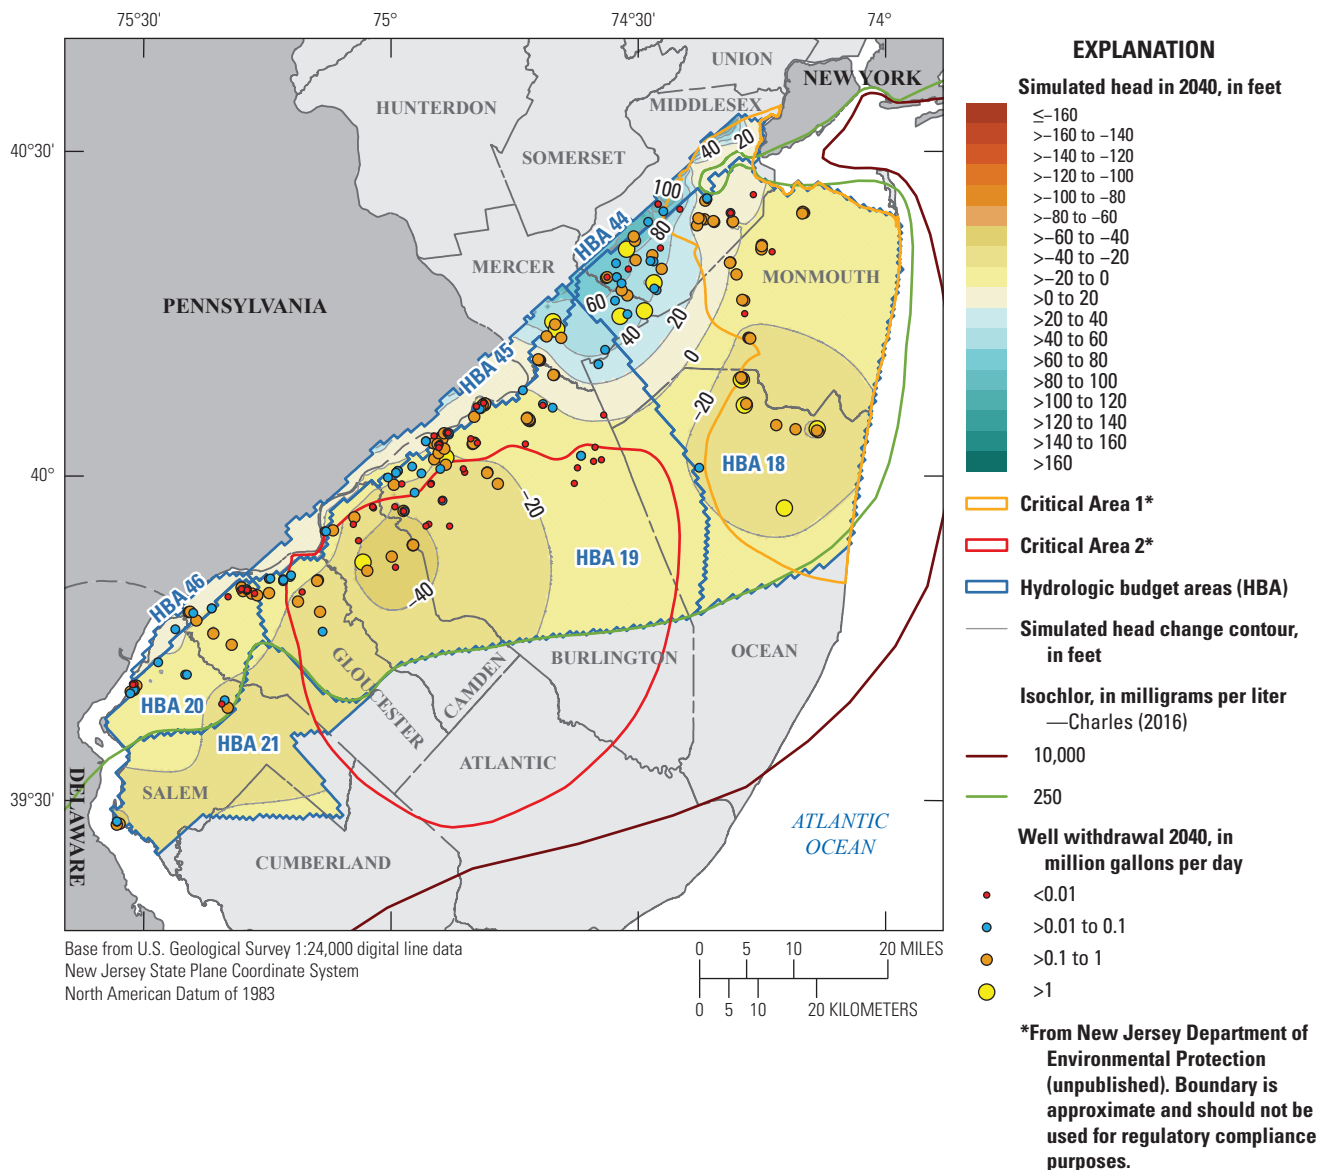 75°30'
75°
74°30'
74°
40°30'
40°
39°30'
UNION
NEW YORK
HUNTERDON
MIDDLESEX
SOMERSET
40
20
100
80
HBA 44
MERCER
MONMOUTH
PENNSYLVANIA
60
40
20
0
HBA 45
−20
HBA 18
−20
HBA 19
−40
HBA 46
GLOUCESTER
CAMDEN
BURLINGTON
OCEAN
HBA 20
HBA 21
ATLANTIC
SALEM
DELAWARE
CUMBERLAND
ATLANTIC
OCEAN
Base from U.S. Geological Survey 1:24,000 digital line data
New Jersey State Plane Coordinate System
North American Datum of 1983
0 5 10 20 MILES
0 5 10 20 KILOMETERS
EXPLANATION
Simulated head in 2040, in feet
≤−160
>−160 to −140
>−140 to −120
>−120 to −100
>−100 to −80
>−80 to −60
>−60 to −40
>−40 to −20
>−20 to 0
>0 to 20
>20 to 40
>40 to 60
>60 to 80
>80 to 100
>100 to 120
>120 to 140
>140 to 160
>160
Critical Area 1*
Critical Area 2*
Hydrologic budget areas (HBA)
Simulated head change contour,
in feet
Isochlor, in milligrams per liter
—Charles (2016)
10,000
250
Well withdrawal 2040, in
million gallons per day
<0.01
>0.01 to 0.1
>0.1 to 1
>1
*From New Jersey Department of
Environmental Protection
(unpublished). Boundary is
approximate and should not be
used for regulatory compliance
purposes.